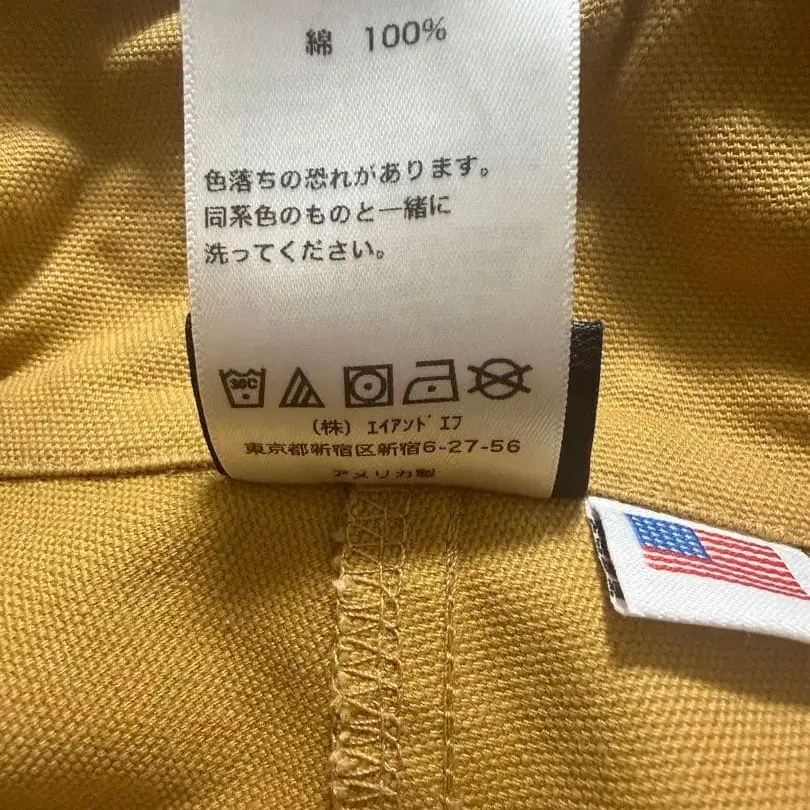 綿 100%
色落ちの恐れがあります。
同系色のものと一緒に
洗ってください。
30C
(株) ｴｲｱﾝﾄﾞｴﾌ
東京都新宿区新宿6-27-56
アメリカ製